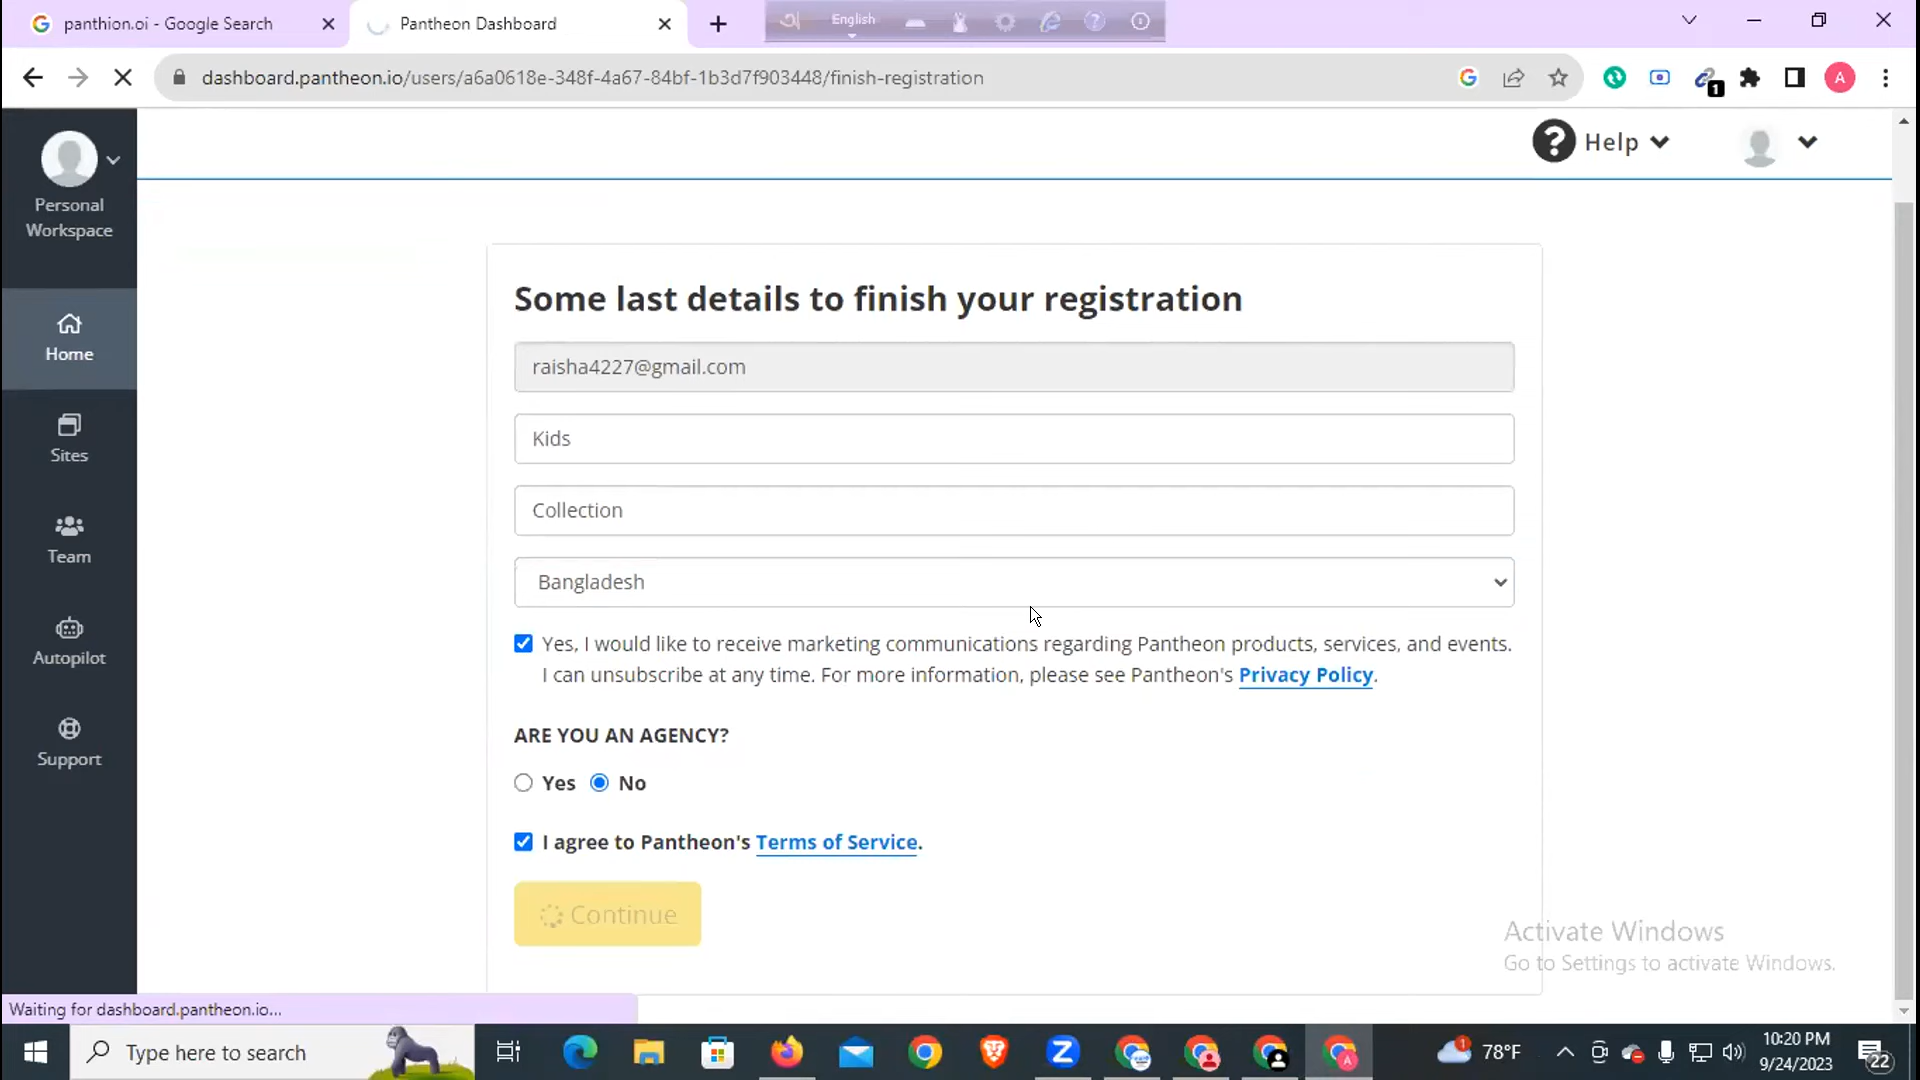 panthion.oi - Google Search
Pantheon Dashboard
English
dashboard.pantheon.io/users/a6a0618e-348f-4a67-84bf-1b3d7f903448/finish-registration
1
A
Personal
Workspace
Help
Home
Sites
Team
Autopilot
Support
Some last details to finish your registration
raisha4227@gmail.com
Kids
Collection
Bangladesh
Yes, I would like to receive marketing communications regarding Pantheon products, services, and events.
I can unsubscribe at any time. For more information, please see Pantheon's Privacy Policy.
ARE YOU AN AGENCY?
Yes No
I agree to Pantheon's Terms of Service.
Continue
Activate Windows
Go to Settings to activate Windows.
Waiting for dashboard.pantheon.io...
Type here to search
78°F
10:20 PM
9/24/2023
22